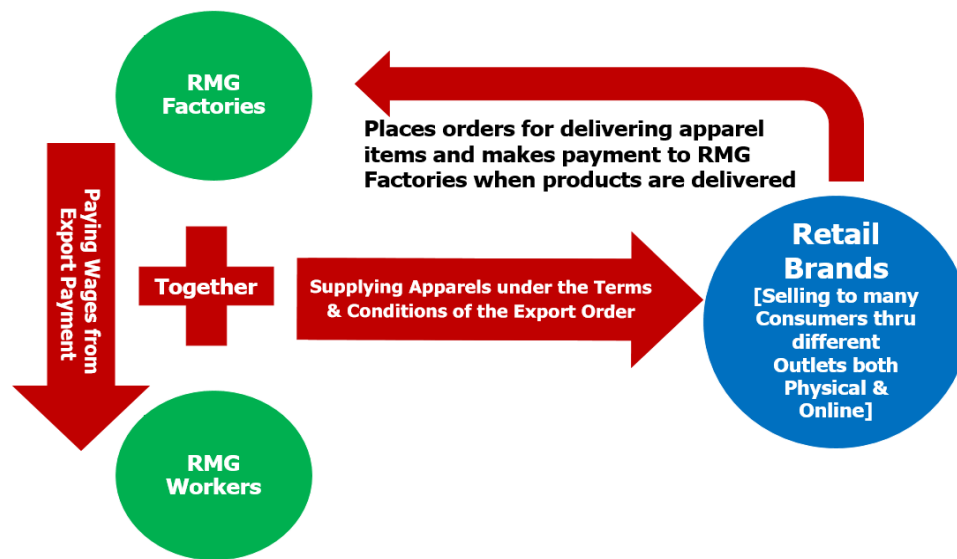 RMG
Factories
Places orders for delivering apparel
items and makes payment to RMG
Factories when products are delivered
Paying Wages from
Export Payment
Together
Supplying Apparels under the Terms
& Conditions of the Export Order
Retail
Brands
[Selling to many
Consumers thru
different
Outlets both
Physical &
Online]
RMG
Workers